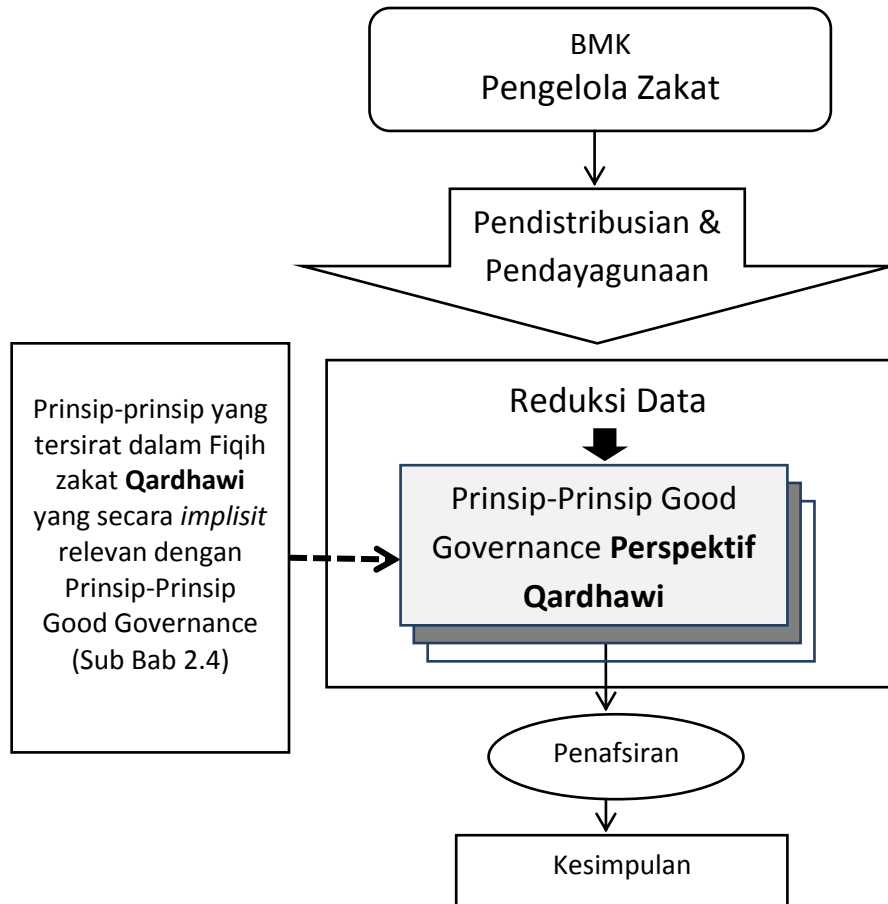 BMK
Pengelola Zakat
Pendistribusian &
Pendayagunaan
Prinsip-prinsip yang
tersirat dalam Fiqih
zakat Qardhawi
yang secara implisit
relevan dengan
Prinsip-Prinsip
Good Governance
(Sub Bab 2.4)
Reduksi Data
Prinsip-Prinsip Good
Governance Perspektif
Qardhawi
Penafsiran
Kesimpulan